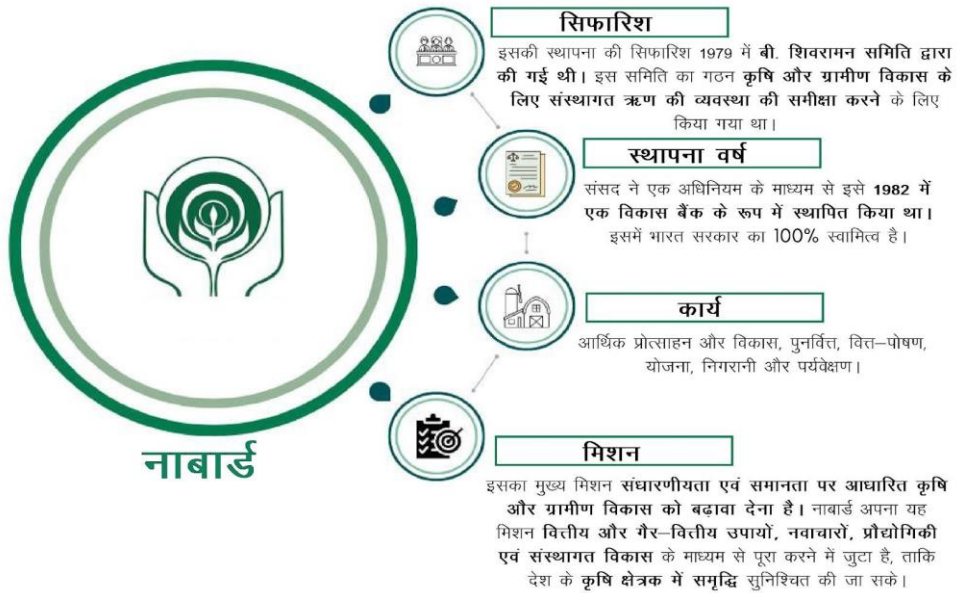 सिफारिश
इसकी स्थापना की सिफारिश 1979 में बी. शिवरामन समिति द्वारा
की गई थी। इस समिति का गठन कृषि और ग्रामीण विकास के
लिए संस्थागत ऋण की व्यवस्था की समीक्षा करने के लिए
किया गया था।
स्थापना वर्ष
संसद ने एक अधिनियम के माध्यम से इसे 1982 में
एक विकास बैंक के रूप में स्थापित किया था।
इसमें भारत सरकार का 100% स्वामित्व है।
कार्य
आर्थिक प्रोत्साहन और विकास, पुनर्वित्त, वित्त–पोषण,
योजना, निगरानी और पर्यवेक्षण।
नाबार्ड
मिशन
इसका मुख्य मिशन संधारणीयता एवं समानता पर आधारित कृषि
और ग्रामीण विकास को बढ़ावा देना है। नाबार्ड अपना यह
मिशन वित्तीय और गैर–वित्तीय उपायों, नवाचारों, प्रौद्योगिकी
एवं संस्थागत विकास के माध्यम से पूरा करने में जुटा है, ताकि
देश के कृषि क्षेत्रक में समृद्धि सुनिश्चित की जा सके।